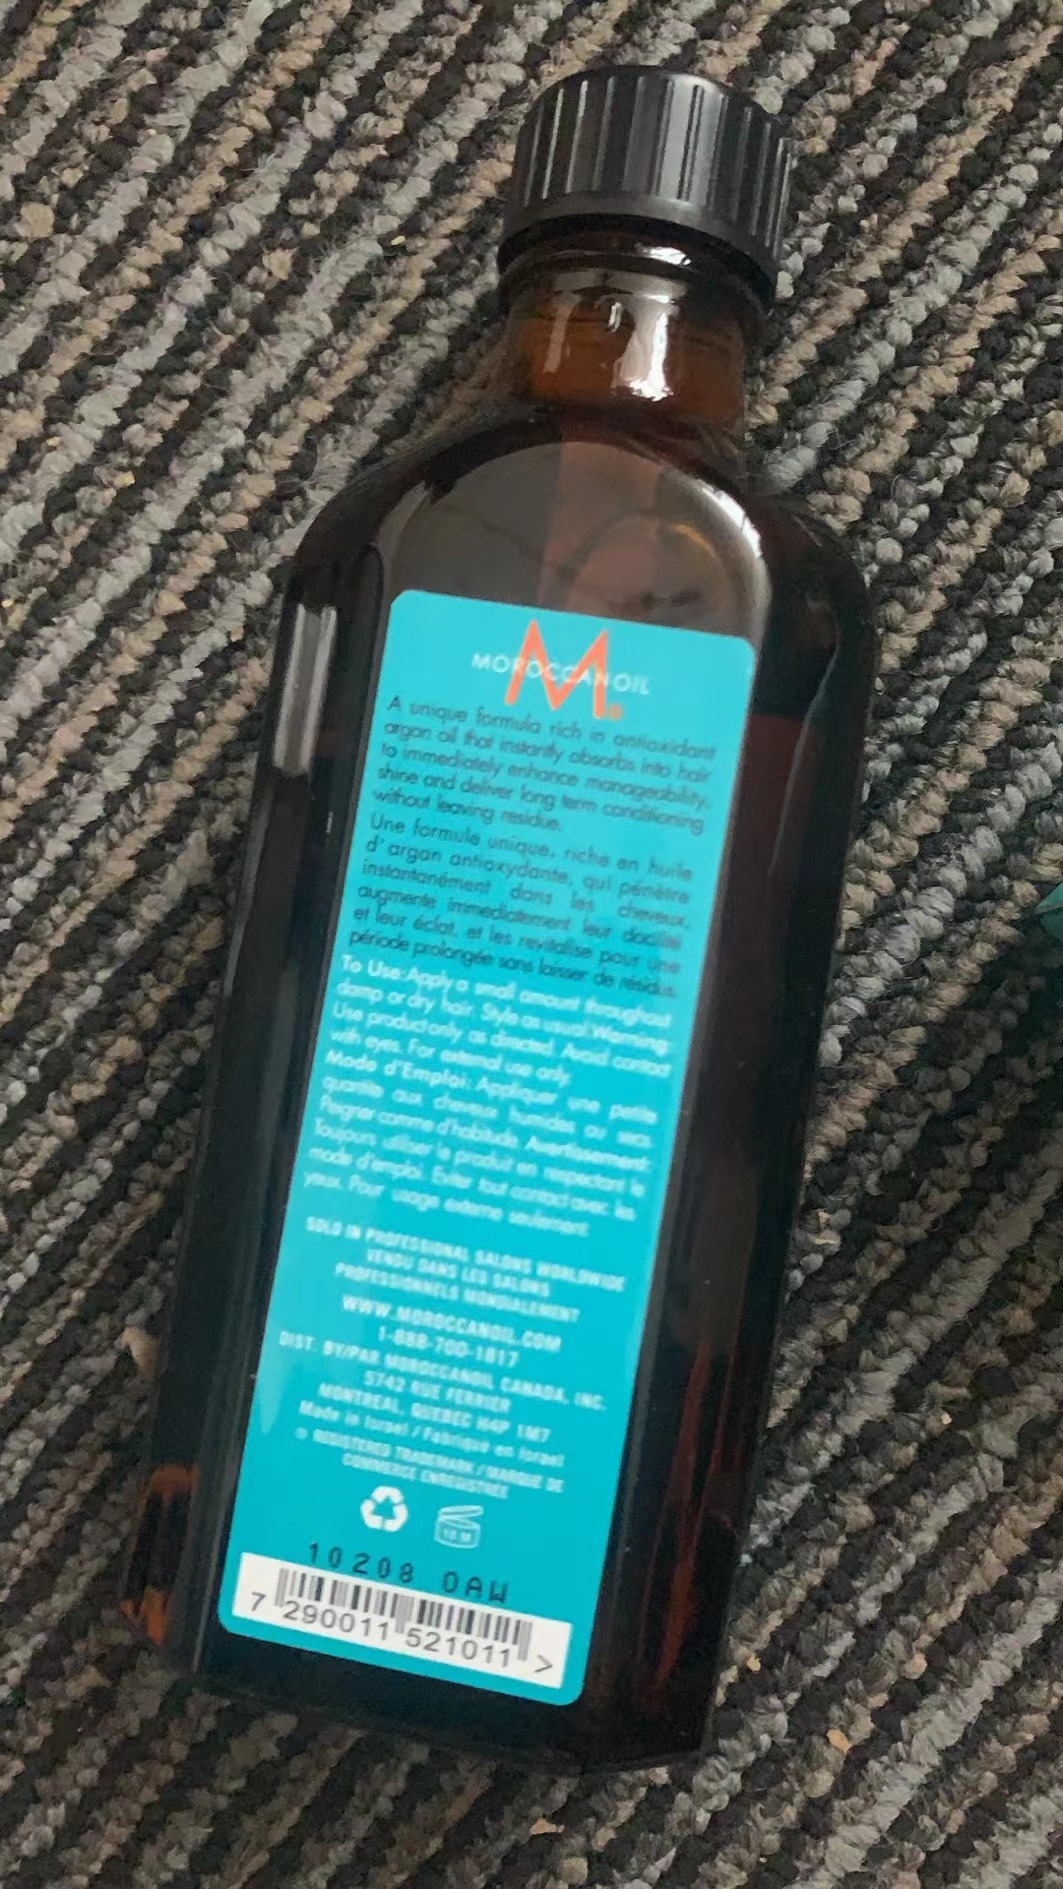 M
MOROCCANOIL
®
A unique formula rich in antioxidant
argan oil that instantly absorbs into hair
to immediately enhance manageability,
shine and deliver long term conditioning
without leaving residue.
Une formule unique, riche en huile
d'argan antioxydante, qui pénètre
instantanément dans les cheveux,
augmente immediatement leur docilité
et leur éclat, et les revitalise pour une
période prolongée sans laisser de résidus.
To Use: Apply a small amount throughout
damp or dry hair. Style as usual. Warning:
Use product only as directed. Avoid contact
with eyes. For external use only.
Mode d'Emploi: Appliquer une petite
quantite aux cheveux humides ou secs.
Peigner comme d'habitude. Avertissement:
Toujours utiliser le produit en respectant le
mode d'emploi. Eviter tout contact avec les
yeux. Pour usage externe seulement.
SOLD IN PROFESSIONAL SALONS WORLDWIDE
VENDU DANS LES SALONS
PROFESSIONNELS MONDIALEMENT
WWW.MOROCCANOIL.COM
1-888-700-1817
DIST. BY/PAR MOROCCANOIL CANADA, INC.
5742 RUE FERRIER
MONTREAL, QUEBEC H4P 1M7
Made in Israel / Fabriqué en Israel
® REGISTERED TRADEMARK / MARQUE DE
COMMERCE ENREGISTRÉE
10208 0AW
7 290011 521011 >